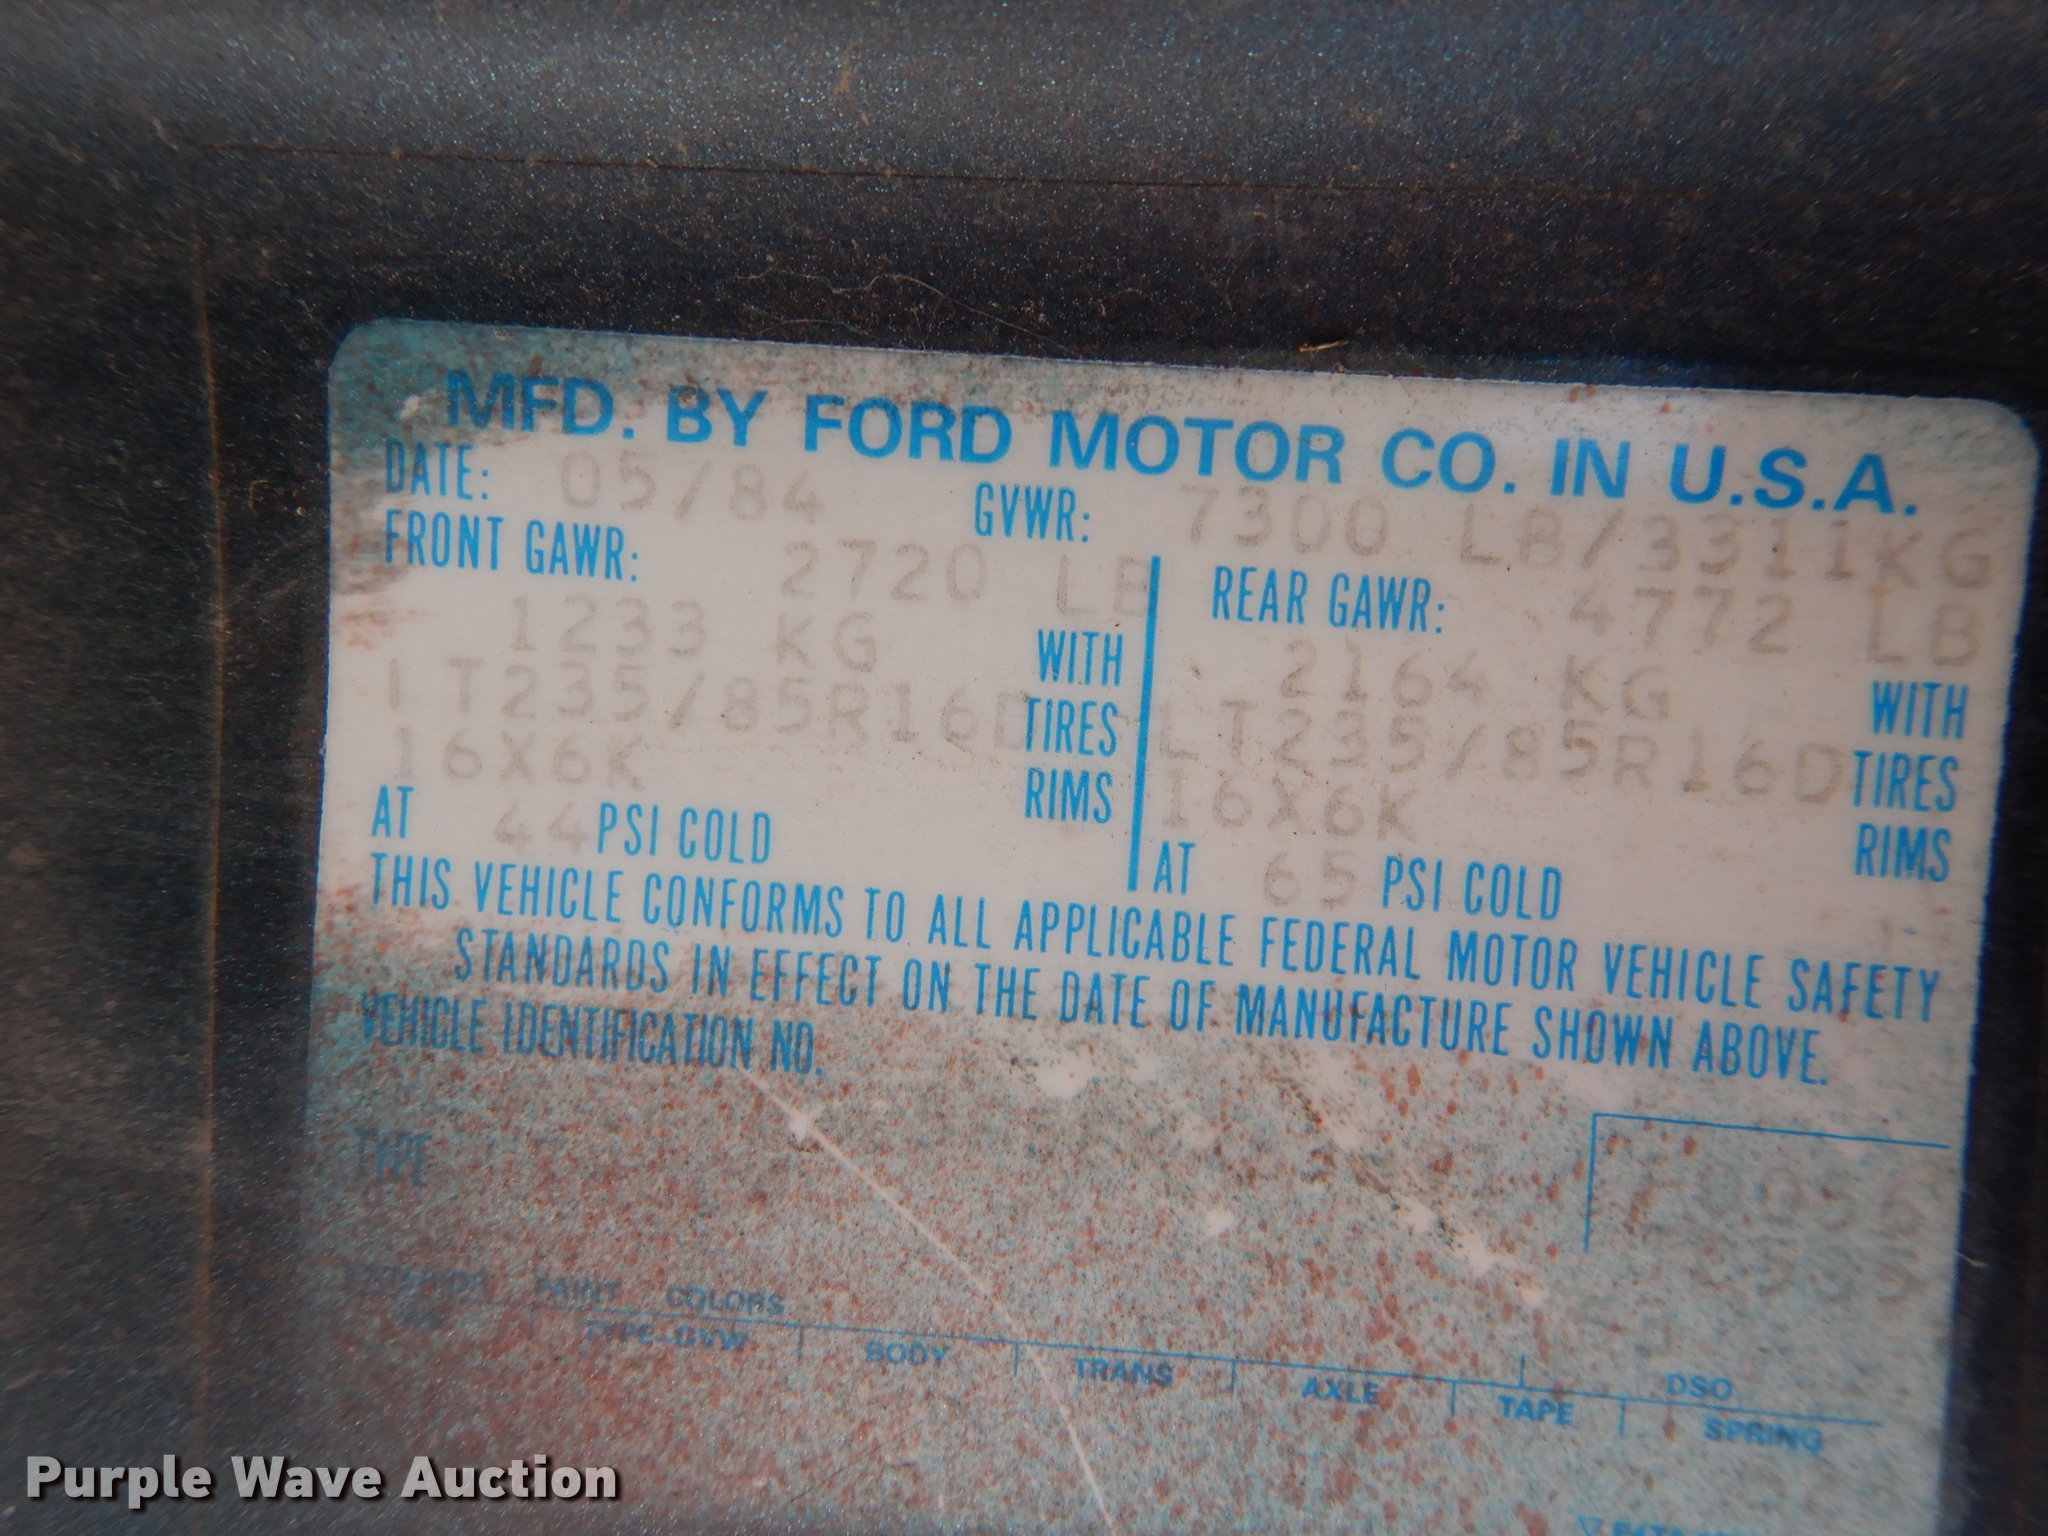 MFD. BY FORD MOTOR CO. IN U.S.A.
DATE: 05/84 GVWR: 7300 LB/3311KG
FRONT GAWR: 2720 LB REAR GAWR: 4772 LB
1233 KG WITH 2164 KG WITH
LT235/85R16D TIRES LT235/85R16D TIRES
16X6K RIMS 16X6K RIMS
AT 44 PSI COLD AT 65 PSI COLD
THIS VEHICLE CONFORMS TO ALL APPLICABLE FEDERAL MOTOR VEHICLE SAFETY
STANDARDS IN EFFECT ON THE DATE OF MANUFACTURE SHOWN ABOVE.
VEHICLE IDENTIFICATION NO.
TYPE
EXTERIOR PAINT COLORS DSO
TYPE-GVW BODY TRANS AXLE TAPE SPRING
Purple Wave Auction